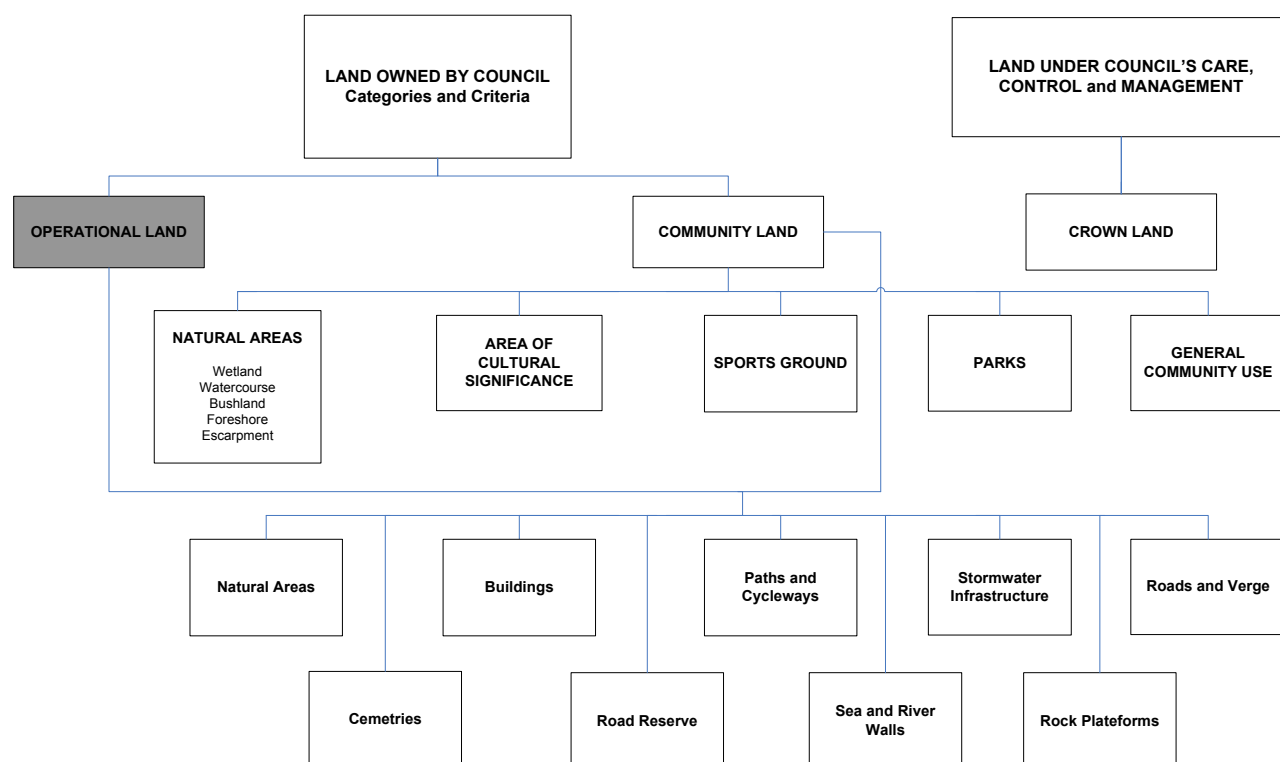 LAND OWNED BY COUNCIL
Categories and Criteria
LAND UNDER COUNCIL’S CARE,
CONTROL and MANAGEMENT
OPERATIONAL LAND
COMMUNITY LAND
CROWN LAND
NATURAL AREAS
Wetland
Watercourse
Bushland
Foreshore
Escarpment
AREA OF
CULTURAL
SIGNIFICANCE
SPORTS GROUND
PARKS
GENERAL
COMMUNITY USE
Natural Areas
Buildings
Paths and
Cycleways
Stormwater
Infrastructure
Roads and Verge
Cemetries
Road Reserve
Sea and River
Walls
Rock Plateforms